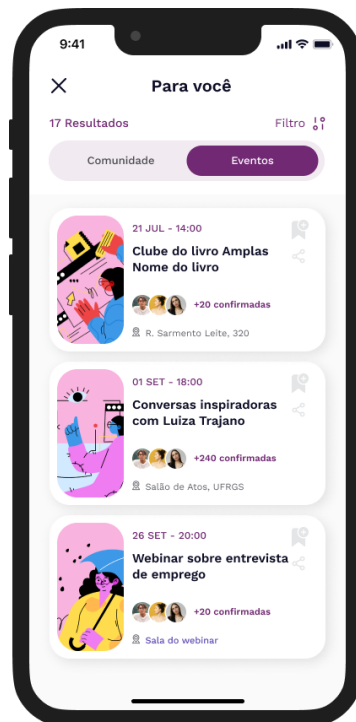 9:41
Para você
17 Resultados
Filtro
Comunidade
Eventos
21 JUL - 14:00
Clube do livro Amplas
Nome do livro
+20 confirmadas
R. Sarmento Leite, 320
01 SET - 18:00
Conversas inspiradoras
com Luiza Trajano
+240 confirmadas
Salão de Atos, UFRGS
26 SET - 20:00
Webinar sobre entrevista
de emprego
+20 confirmadas
Sala do webinar